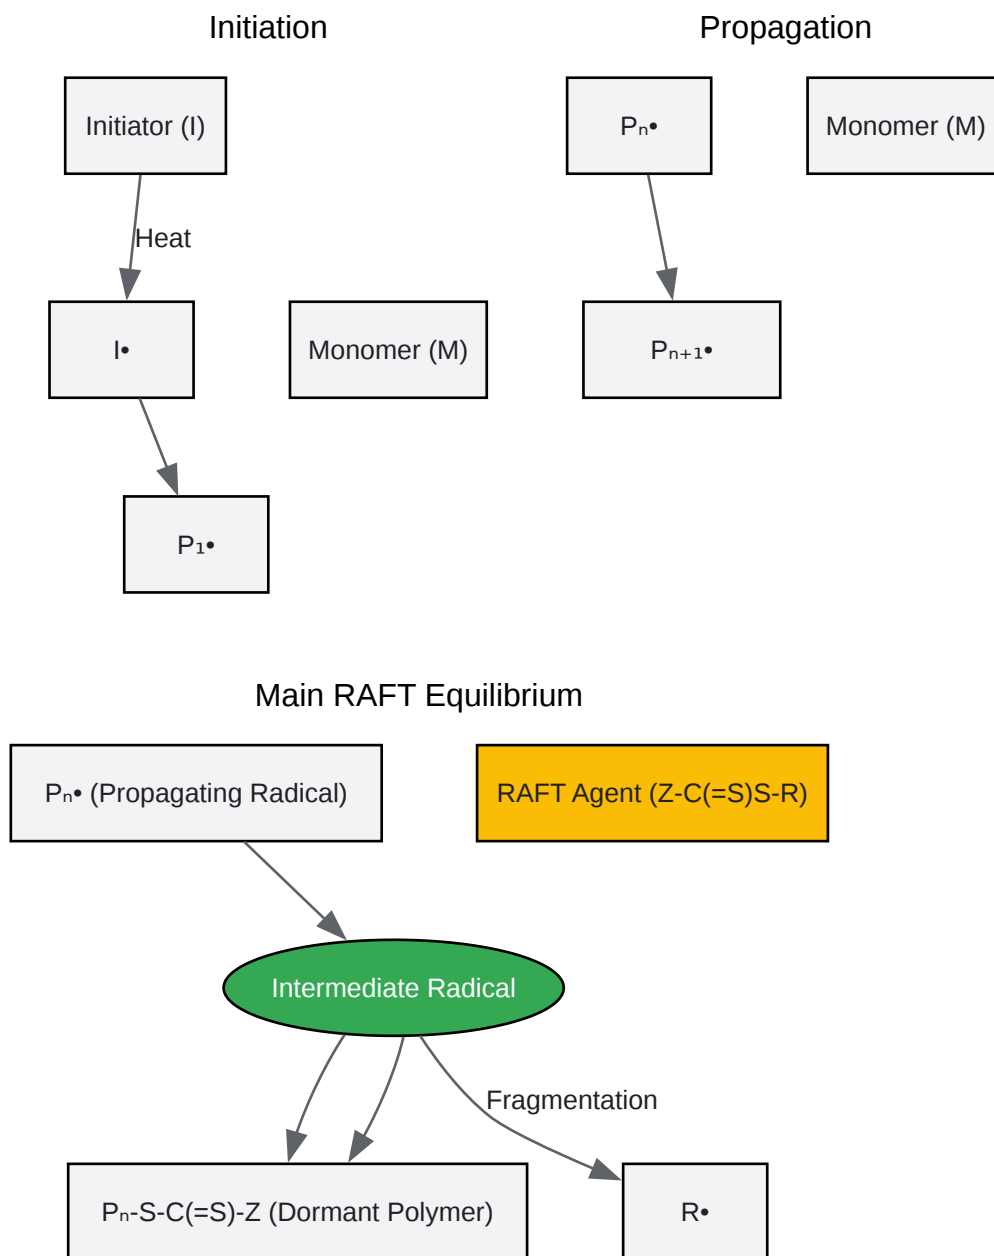 Initiation
Propagation
Initiator (I)
Pₙ•
Monomer (M)
Heat
I•
Monomer (M)
Pₙ₊₁•
P₁•
Main RAFT Equilibrium
Pₙ• (Propagating Radical)
RAFT Agent (Z-C(=S)S-R)
Intermediate Radical
Fragmentation
Pₙ-S-C(=S)-Z (Dormant Polymer)
R•